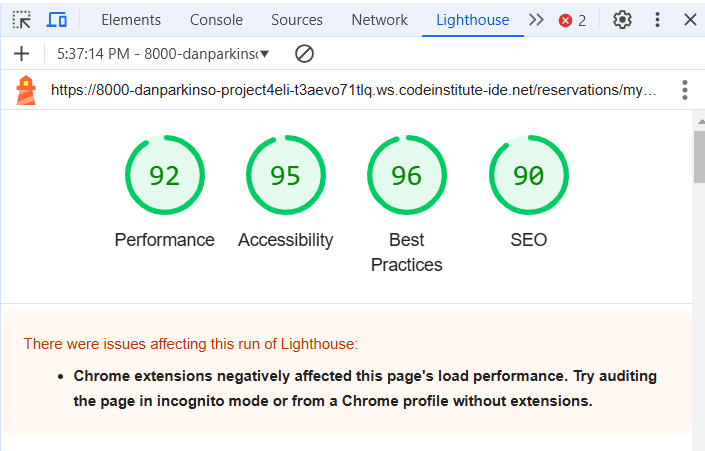 Elements Console Sources Network Lighthouse 2
5:37:14 PM - 8000-danparkinso
https://8000-danparkinso-project4eli-t3aevo71tlq.ws.codeinstitute-ide.net/reservations/my…
92 95 96 90
Performance Accessibility Best Practices SEO
There were issues affecting this run of Lighthouse:
• Chrome extensions negatively affected this page's load performance. Try auditing
the page in incognito mode or from a Chrome profile without extensions.